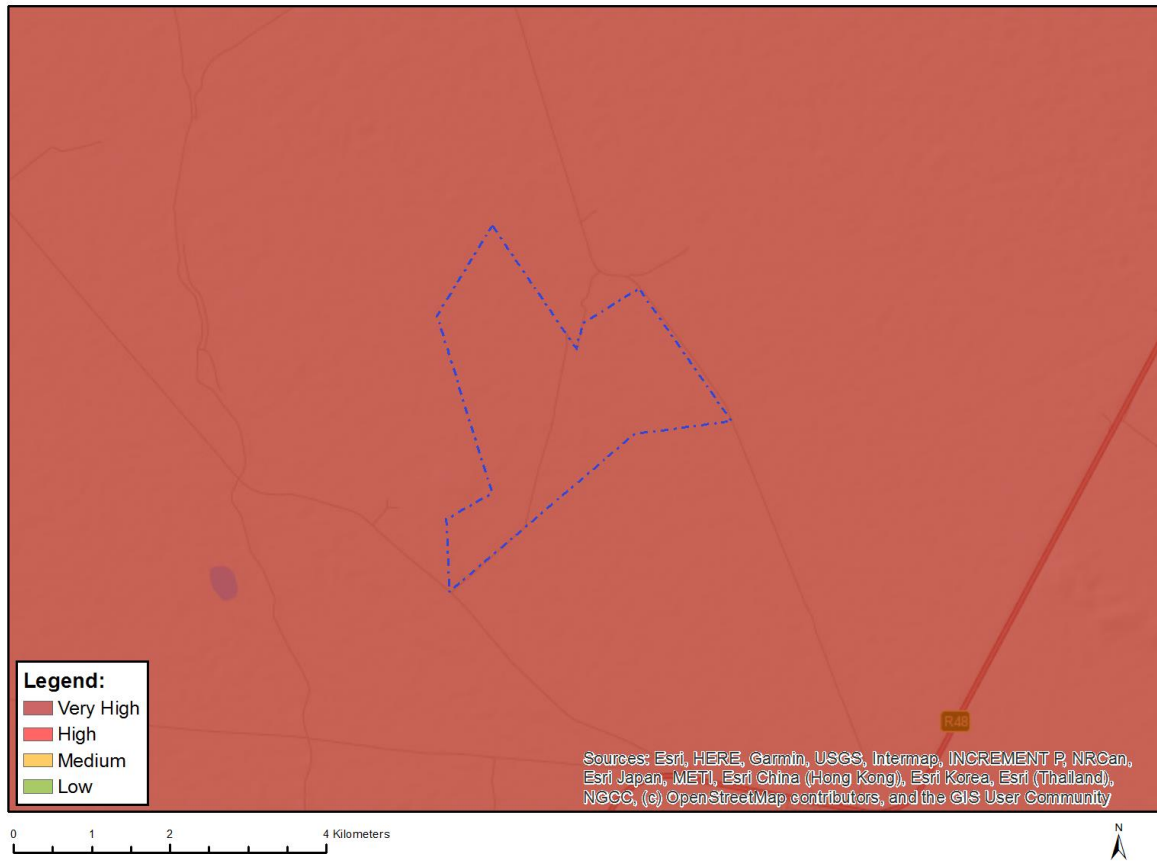 R48
Legend:
Very High
High
Medium
Low
Sources: Esri, HERE, Garmin, USGS, Intermap, INCREMENT P, NRCan,
Esri Japan, METI, Esri China (Hong Kong), Esri Korea, Esri (Thailand),
NGCC, (c) OpenStreetMap contributors, and the GIS User Community
0 1 2 4 Kilometers
N